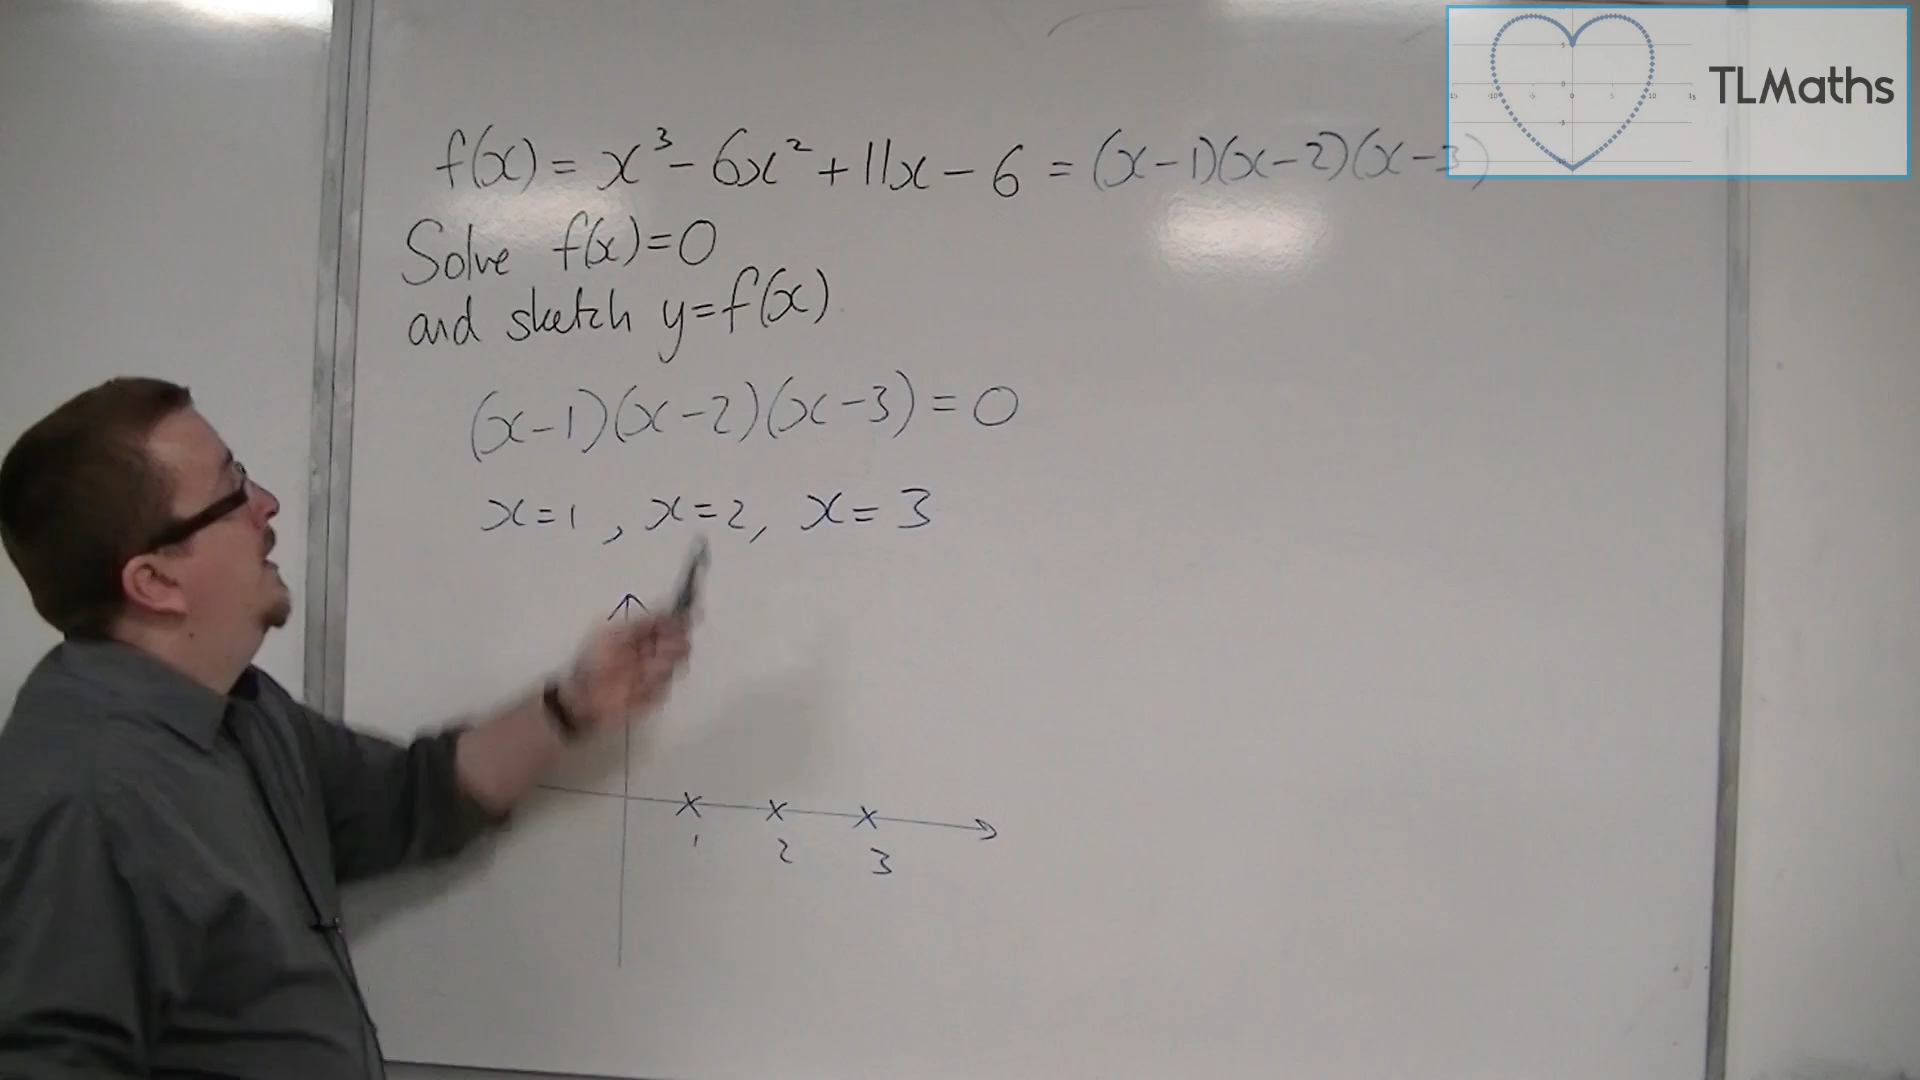 TLMaths
f(x) = x³ - 6x² + 11x - 6 = (x-1)(x-2)(x-3)
Solve f(x)=0
and sketch y=f(x)
(x-1)(x-2)(x-3) = 0
x=1, x=2, x=3
1 2 3